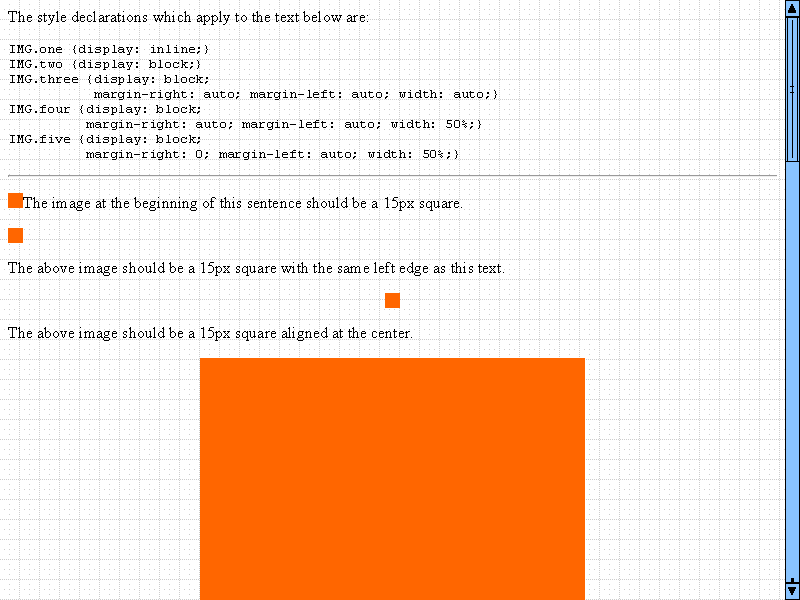 The style declarations which apply to the text below are:
IMG.one {display: inline;}
IMG.two {display: block;}
IMG.three {display: block;
margin-right: auto; margin-left: auto; width: auto;}
IMG.four {display: block;
margin-right: auto; margin-left: auto; width: 50%;}
IMG.five {display: block;
margin-right: 0; margin-left: auto; width: 50%;}
The image at the beginning of this sentence should be a 15px square.
The above image should be a 15px square with the same left edge as this text.
The above image should be a 15px square aligned at the center.